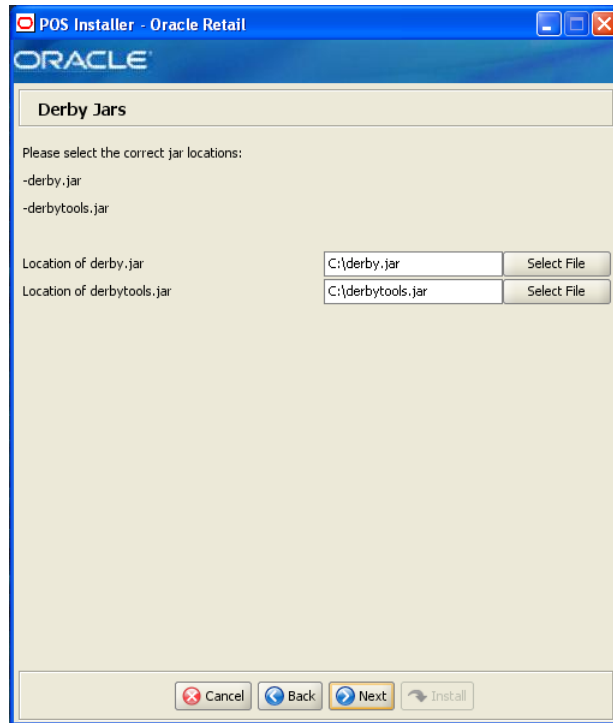 POS Installer - Oracle Retail
ORACLE
Derby Jars
Please select the correct jar locations:
-derby.jar
-derbytools.jar
Location of derby.jar C:\derby.jar Select File
Location of derbytools.jar C:\derbytools.jar Select File
Cancel Back Next Install